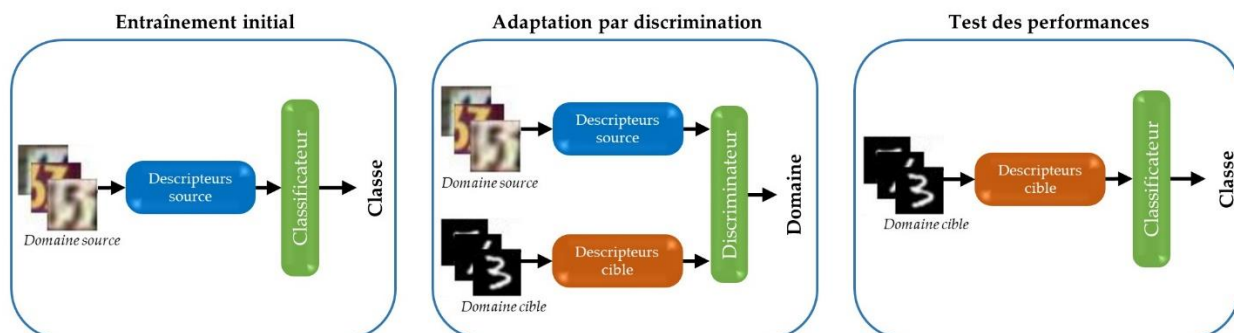 Entraînement initial
Descripteurs
source
Domaine source
Classificateur
Classe
Adaptation par discrimination
Descripteurs
source
Domaine source
Descripteurs
cible
Domaine cible
Discriminateur
Domaine
Test des performances
Descripteurs
cible
Domaine cible
Classificateur
Classe